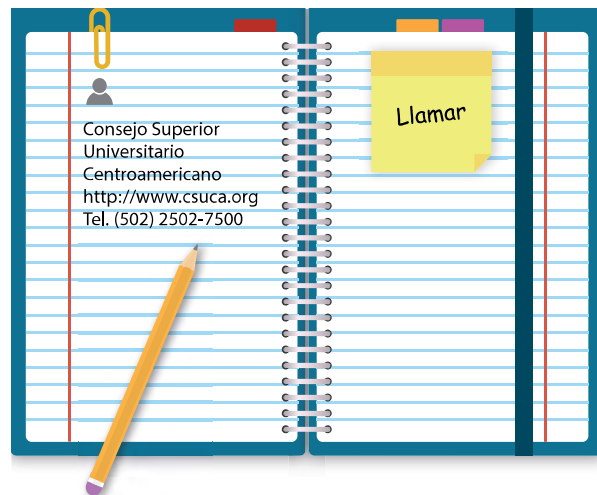 Consejo Superior
Universitario
Centroamericano
http://www.csuca.org
Tel. (502) 2502-7500
Llamar